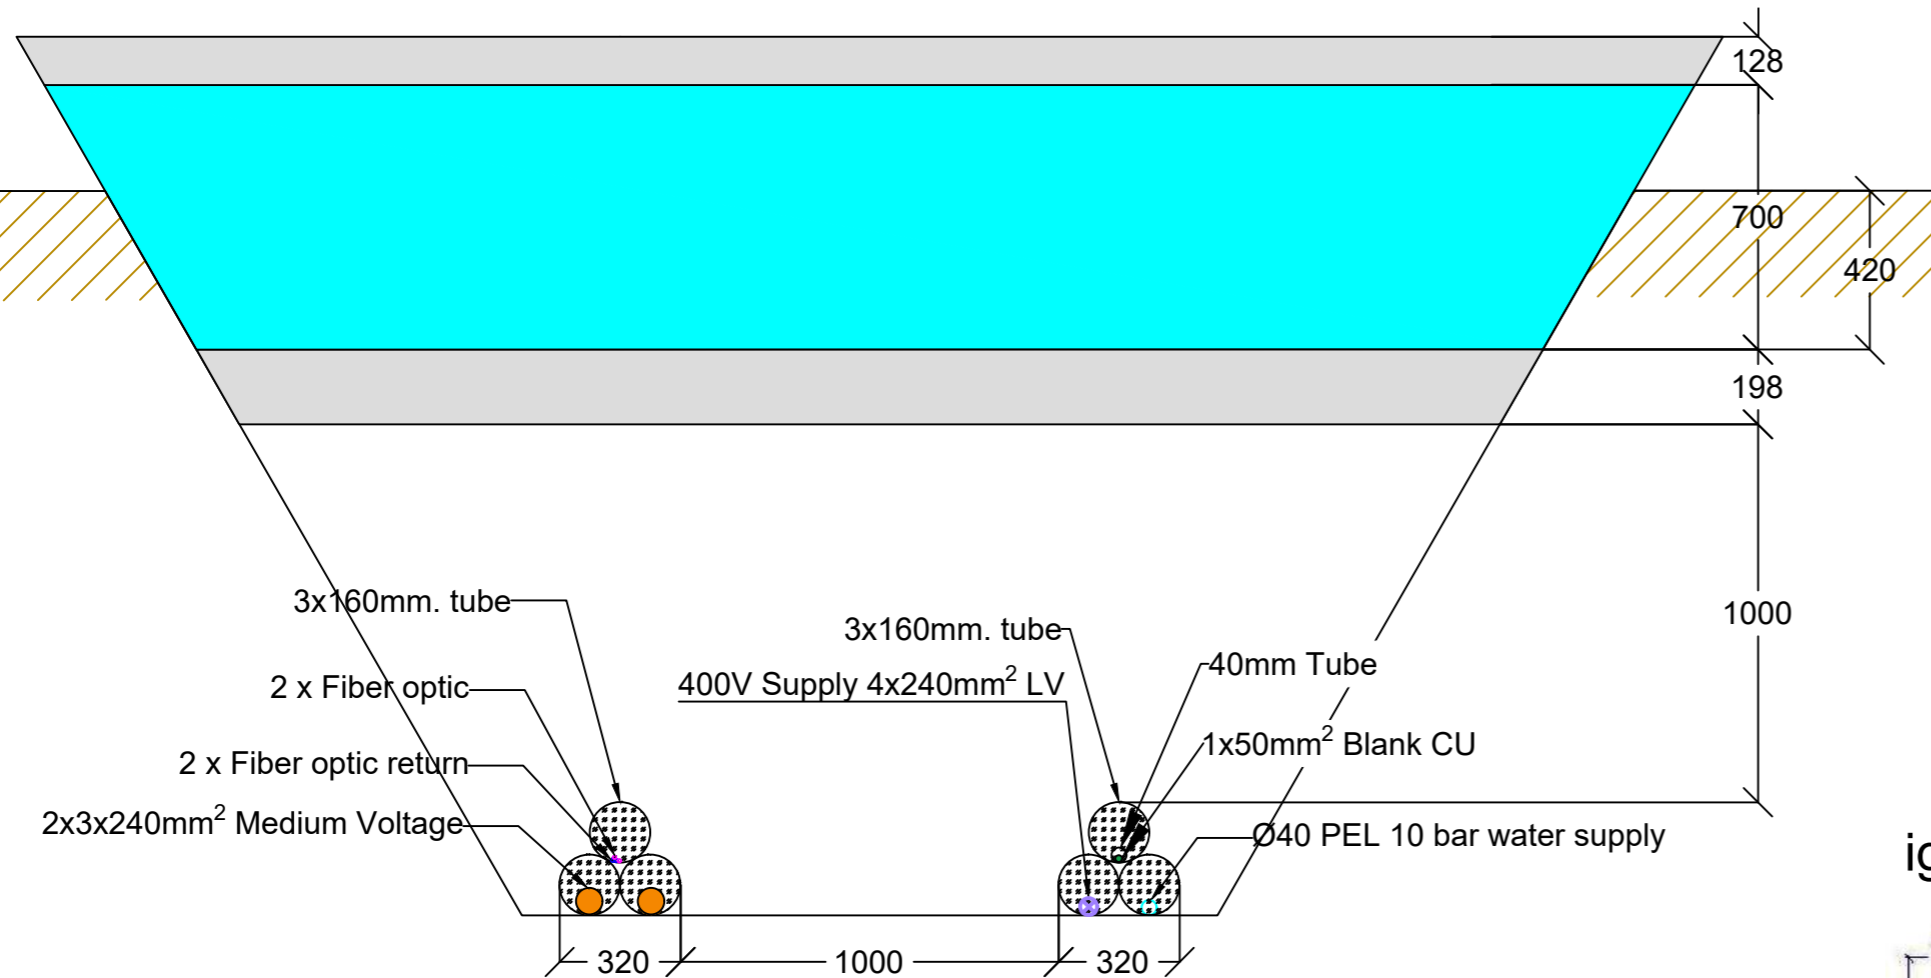 128
700
420
198
3x160mm. tube
1000
3x160mm. tube
40mm Tube
2 x Fiber optic
400V Supply 4x240mm² LV
1x50mm² Blank CU
2 x Fiber optic return
2x3x240mm² Medium Voltage
Ø40 PEL 10 bar water supply
ig
320
1000
320